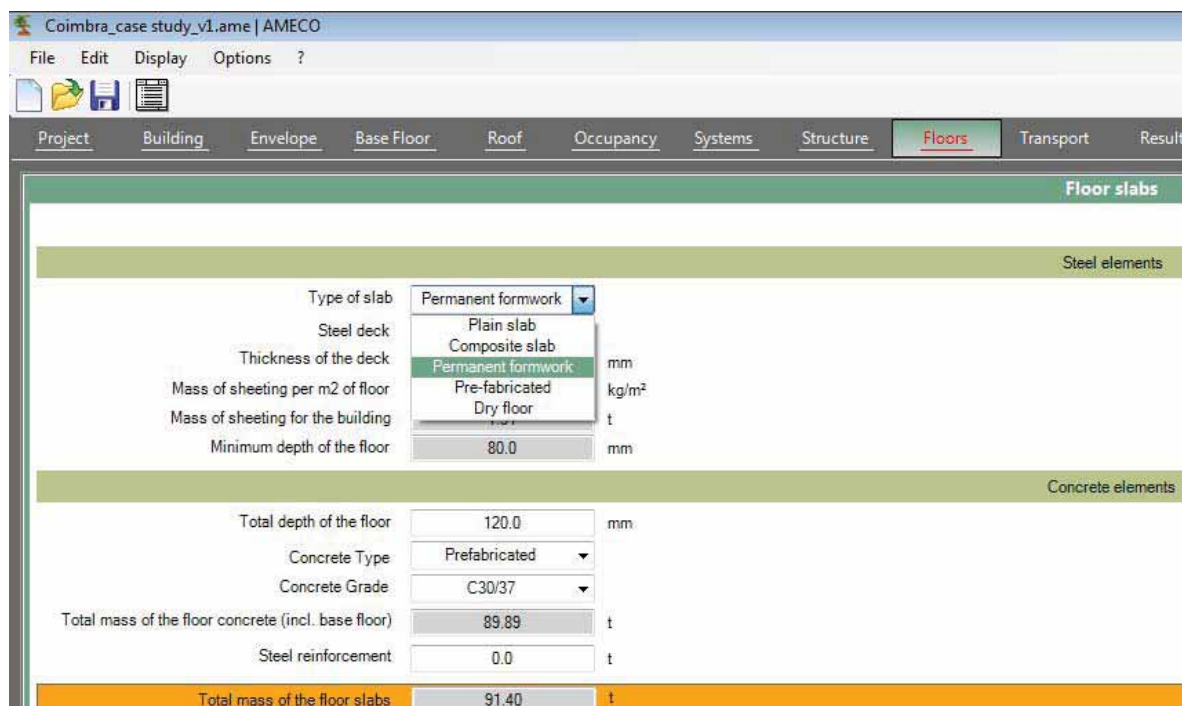 Coimbra_case study_v1.ame | AMECO
File Edit Display Options ?
Project Building Envelope Base Floor Roof Occupancy Systems Structure Floors Transport Result
Floor slabs
Steel elements
Type of slab Permanent formwork
Plain slab
Steel deck
Composite slab
Thickness of the deck mm
Permanent formwork
Mass of sheeting per m2 of floor Pre-fabricated kg/m²
Dry floor
Mass of sheeting for the building t
Minimum depth of the floor 80.0 mm
Concrete elements
Total depth of the floor 120.0 mm
Concrete Type Prefabricated
Concrete Grade C30/37
Total mass of the floor concrete (incl. base floor) 89.89 t
Steel reinforcement 0.0 t
Total mass of the floor slabs 91.40 t